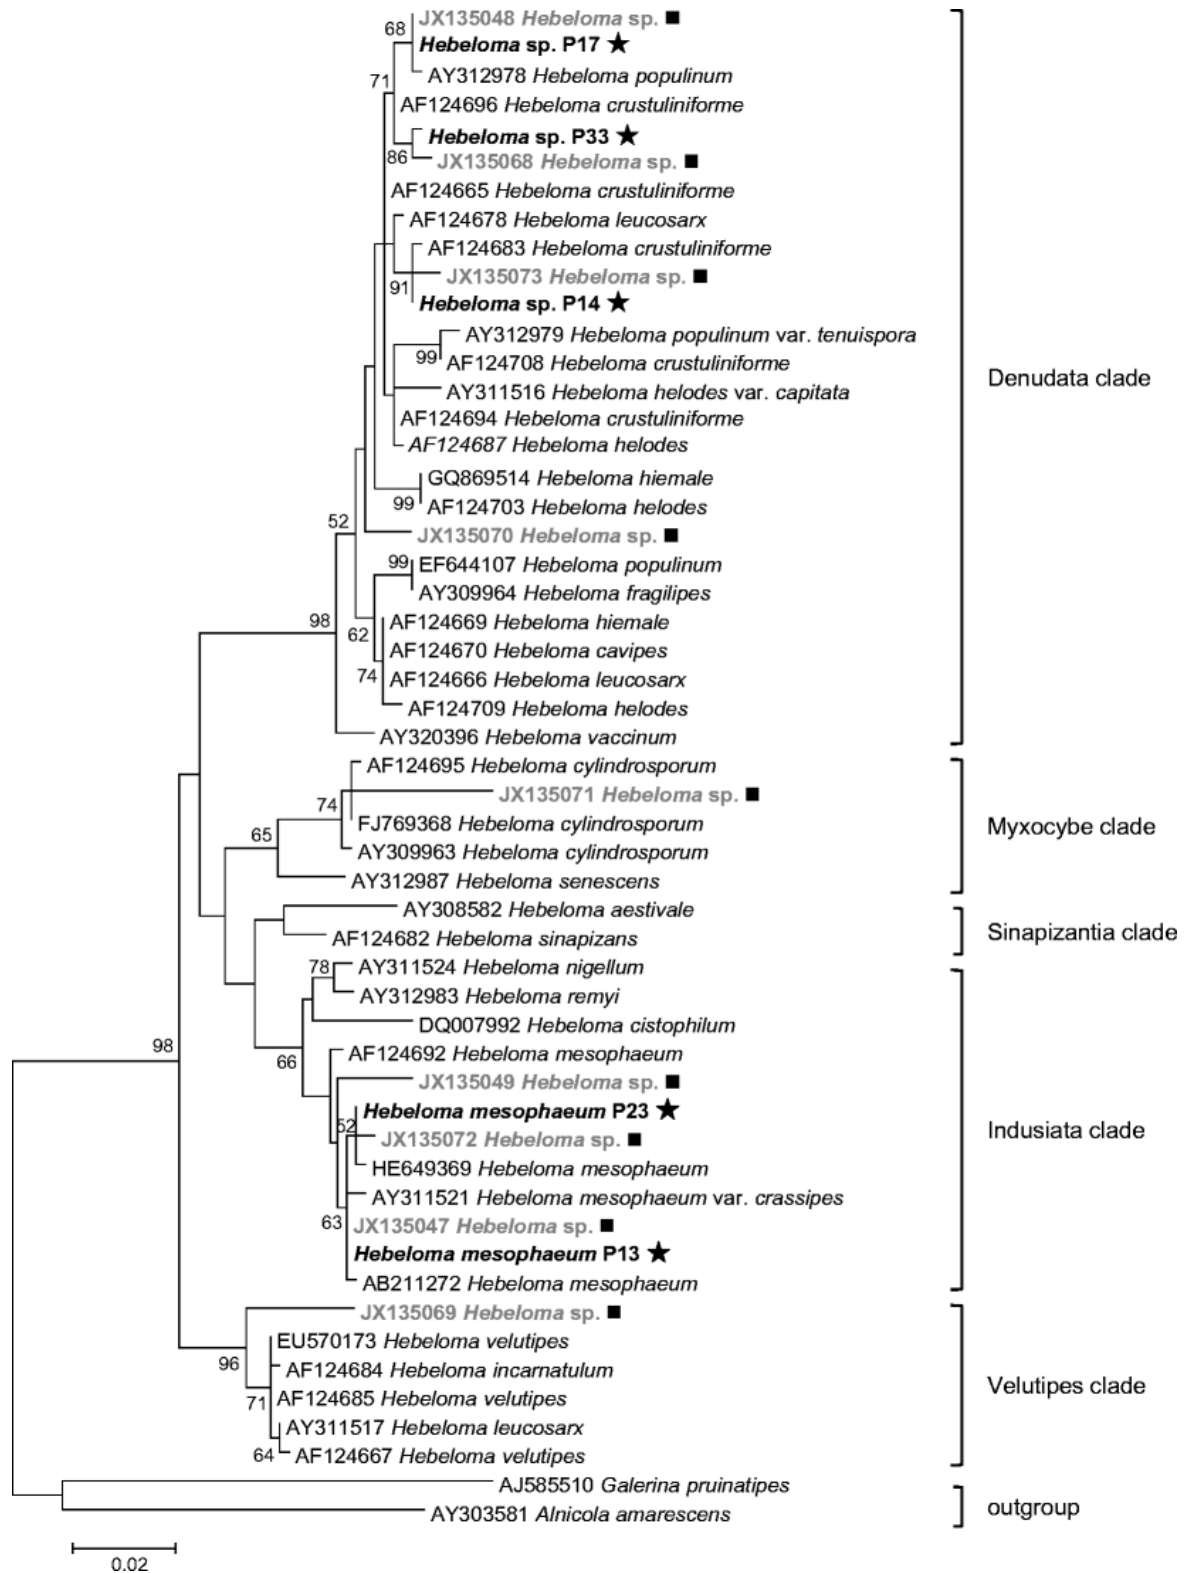 JX135048 Hebeloma sp. ■
68
Hebeloma sp. P17 ★
71
AY312978 Hebeloma populinum
AF124696 Hebeloma crustuliniforme
Hebeloma sp. P33 ★
86
JX135068 Hebeloma sp. ■
AF124665 Hebeloma crustuliniforme
AF124678 Hebeloma leucosarx
AF124683 Hebeloma crustuliniforme
JX135073 Hebeloma sp. ■
91
Hebeloma sp. P14 ★
AY312979 Hebeloma populinum var. tenuispora
99
AF124708 Hebeloma crustuliniforme
Denudata clade
AY311516 Hebeloma helodes var. capitata
AF124694 Hebeloma crustuliniforme
AF124687 Hebeloma helodes
GQ869514 Hebeloma hiemale
99
AF124703 Hebeloma helodes
52
JX135070 Hebeloma sp. ■
99
EF644107 Hebeloma populinum
AY309964 Hebeloma fragilipes
98
AF124669 Hebeloma hiemale
62
AF124670 Hebeloma cavipes
74
AF124666 Hebeloma leucosarx
AF124709 Hebeloma helodes
AY320396 Hebeloma vaccinum
AF124695 Hebeloma cylindrosporum
JX135071 Hebeloma sp. ■
74
FJ769368 Hebeloma cylindrosporum
Myxocybe clade
65
AY309963 Hebeloma cylindrosporum
AY312987 Hebeloma senescens
AY308582 Hebeloma aestivale
Sinapizantia clade
AF124682 Hebeloma sinapizans
78
AY311524 Hebeloma nigellum
AY312983 Hebeloma remyi
DQ007992 Hebeloma cistophilum
98
66
AF124692 Hebeloma mesophaeum
JX135049 Hebeloma sp. ■
Hebeloma mesophaeum P23 ★
52
Indusiata clade
JX135072 Hebeloma sp. ■
HE649369 Hebeloma mesophaeum
AY311521 Hebeloma mesophaeum var. crassipes
63
JX135047 Hebeloma sp. ■
Hebeloma mesophaeum P13 ★
AB211272 Hebeloma mesophaeum
JX135069 Hebeloma sp. ■
EU570173 Hebeloma velutipes
96
AF124684 Hebeloma incarnatulum
Velutipes clade
71
AF124685 Hebeloma velutipes
AY311517 Hebeloma leucosarx
64
AF124667 Hebeloma velutipes
AJ585510 Galerina pruinatipes
outgroup
AY303581 Alnicola amarescens
0.02